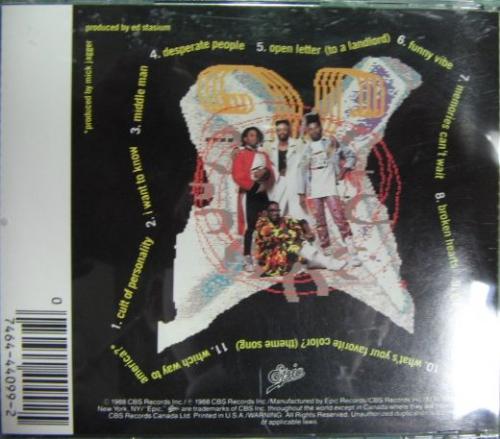 produced by ed stasium
*produced by mick jagger
1. cult of personality
2. i want to know
3. middle man
4. desperate people
5. open letter (to a landlord)
6. funny vibe
7. memories can't wait
8. broken hearts
10. what's your favorite color? (theme song)
11. which way to
america?*
Epic
℗ 1988 CBS Records Inc./© 1988 CBS Records Inc./Manufactured by Epic Records/CBS Records Inc./
New York, NY/"Epic,"
are trademarks of CBS Inc. throughout the world except in Canada where they are
CBS Records Canada Ltd./Printed in U.S.A./WARNING: All Rights Reserved. Unauthorized duplication
of applicable laws.
0
7464-44099-2